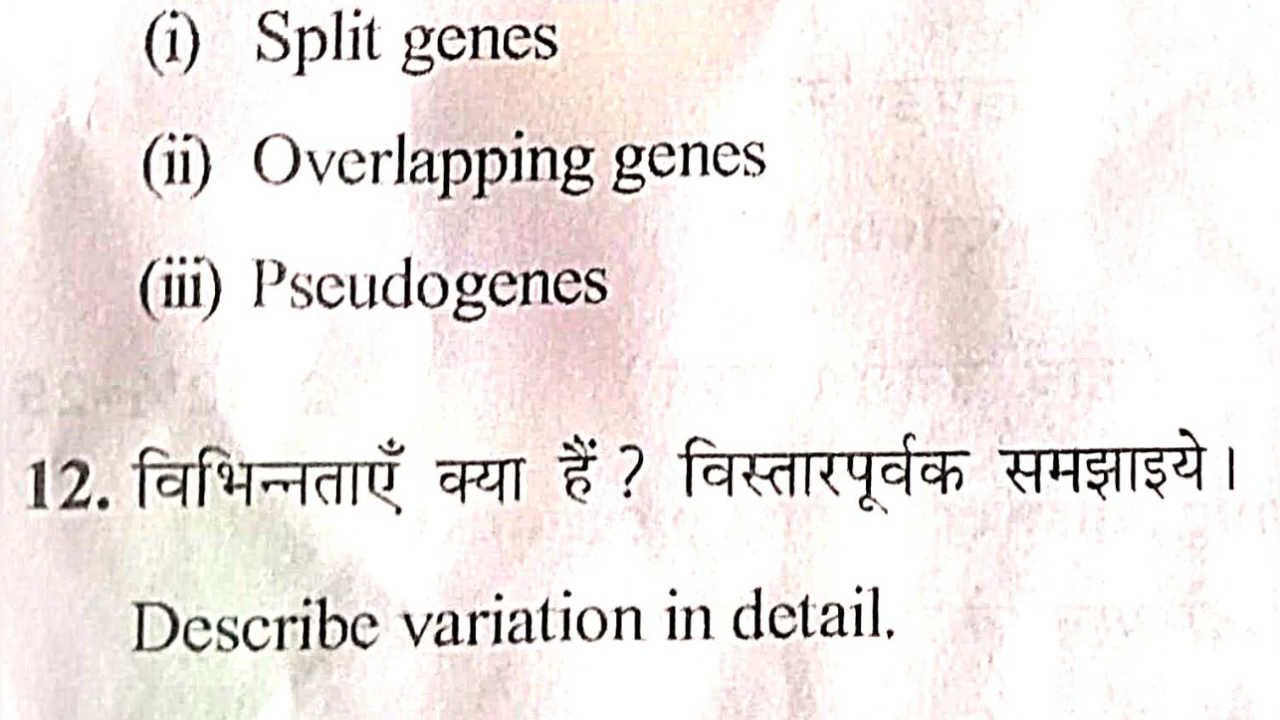 (i) Split genes
(ii) Overlapping genes
(iii) Pseudogenes
12. विभिन्नताएँ क्या हैं ? विस्तारपूर्वक समझाइये।
Describe variation in detail.